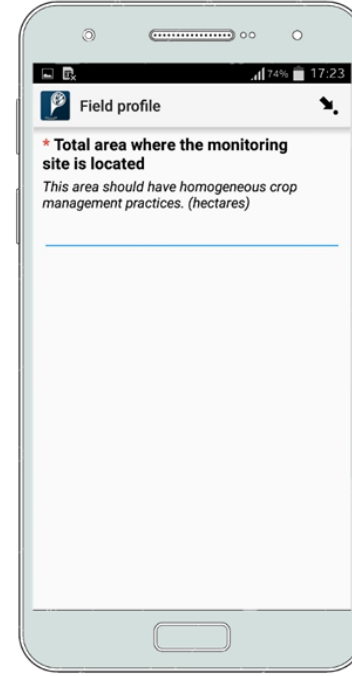 74% 17:23
Field profile
* Total area where the monitoring
site is located
This area should have homogeneous crop
management practices. (hectares)